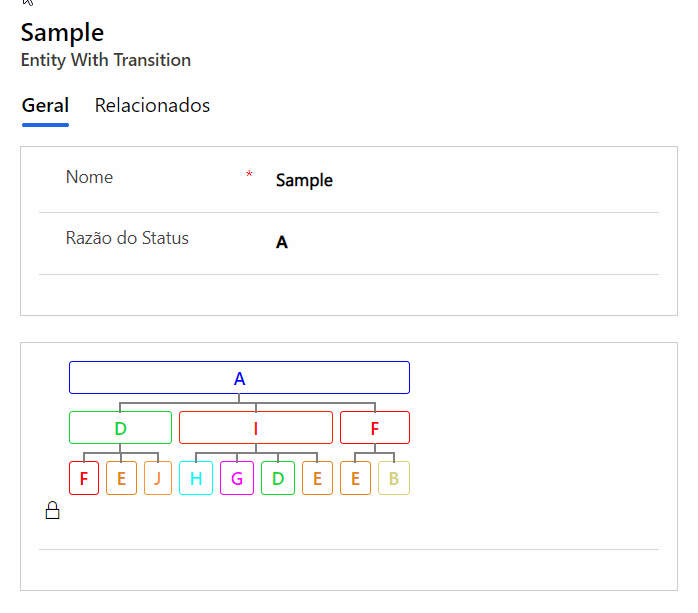 Sample
Entity With Transition
Geral Relacionados
Nome * Sample
Razão do Status A
A
D I F
F E J H G D E E B